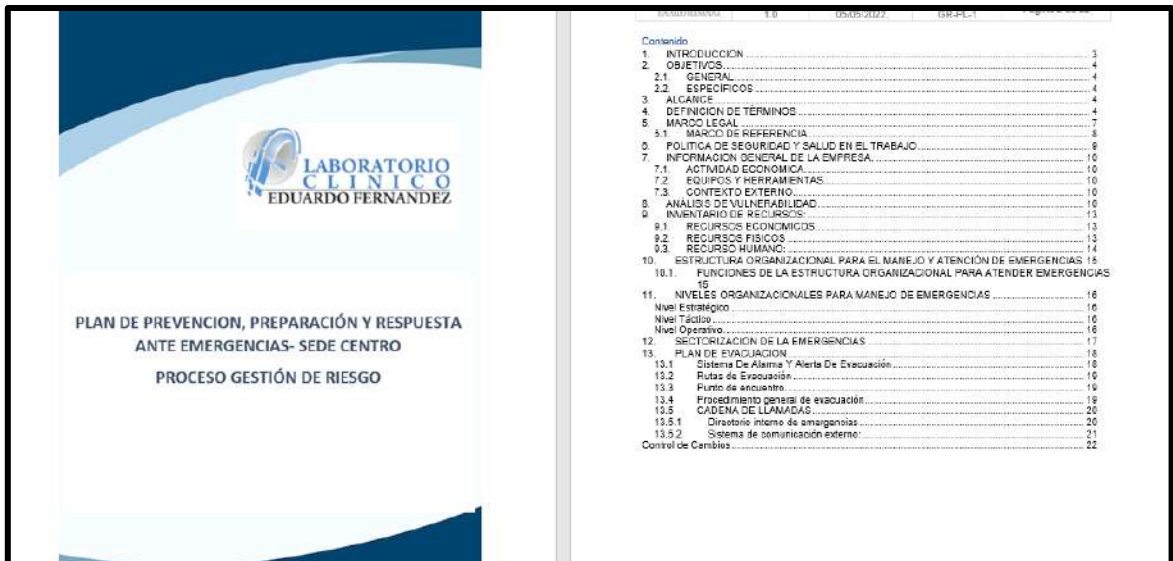 LABORATORIO
CLINICO
EDUARDO FERNANDEZ
PLAN DE PREVENCION, PREPARACIÓN Y RESPUESTA
ANTE EMERGENCIAS- SEDE CENTRO
PROCESO GESTIÓN DE RIESGO
1.0 05/05/2022. GR-PL-1
Contenido
1. INTRODUCCION 3
2. OBJETIVOS 4
2.1. GENERAL 4
2.2. ESPECÍFICOS 4
3. ALCANCE 4
4. DEFINICION DE TÉRMINOS 4
5. MARCO LEGAL 7
5.1 MARCO DE REFERENCIA 8
6. POLITICA DE SEGURIDAD Y SALUD EN EL TRABAJO 9
7. INFORMACION GENERAL DE LA EMPRESA. 10
7.1. ACTIVIDAD ECONOMICA 10
7.2. EQUIPOS Y HERRAMIENTAS 10
7.3. CONTEXTO EXTERNO 10
8. ANÁLISIS DE VULNERABILIDAD 10
9. INVENTARIO DE RECURSOS: 13
9.1. RECURSOS ECONOMICOS 13
9.2. RECURSOS FISICOS 13
9.3. RECURSO HUMANO: 14
10. ESTRUCTURA ORGANIZACIONAL PARA EL MANEJO Y ATENCIÓN DE EMERGENCIAS 15
10.1. FUNCIONES DE LA ESTRUCTURA ORGANIZACIONAL PARA ATENDER EMERGENCIAS
15
11. NIVELES ORGANIZACIONALES PARA MANEJO DE EMERGENCIAS 16
Nivel Estratégico 16
Nivel Táctico 16
Nivel Operativo 16
12. SECTORIZACION DE LA EMERGENCIAS 17
13. PLAN DE EVACUACION 18
13.1 Sistema De Alarma Y Alerta De Evacuación 18
13.2 Rutas de Evacuación 19
13.3 Punto de encuentro 19
13.4 Procedimiento general de evacuación 19
13.5 CADENA DE LLAMADAS 20
13.5.1 Directorio interno de emergencias 20
13.5.2 Sistema de comunicación externo: 21
Control de Cambios 22